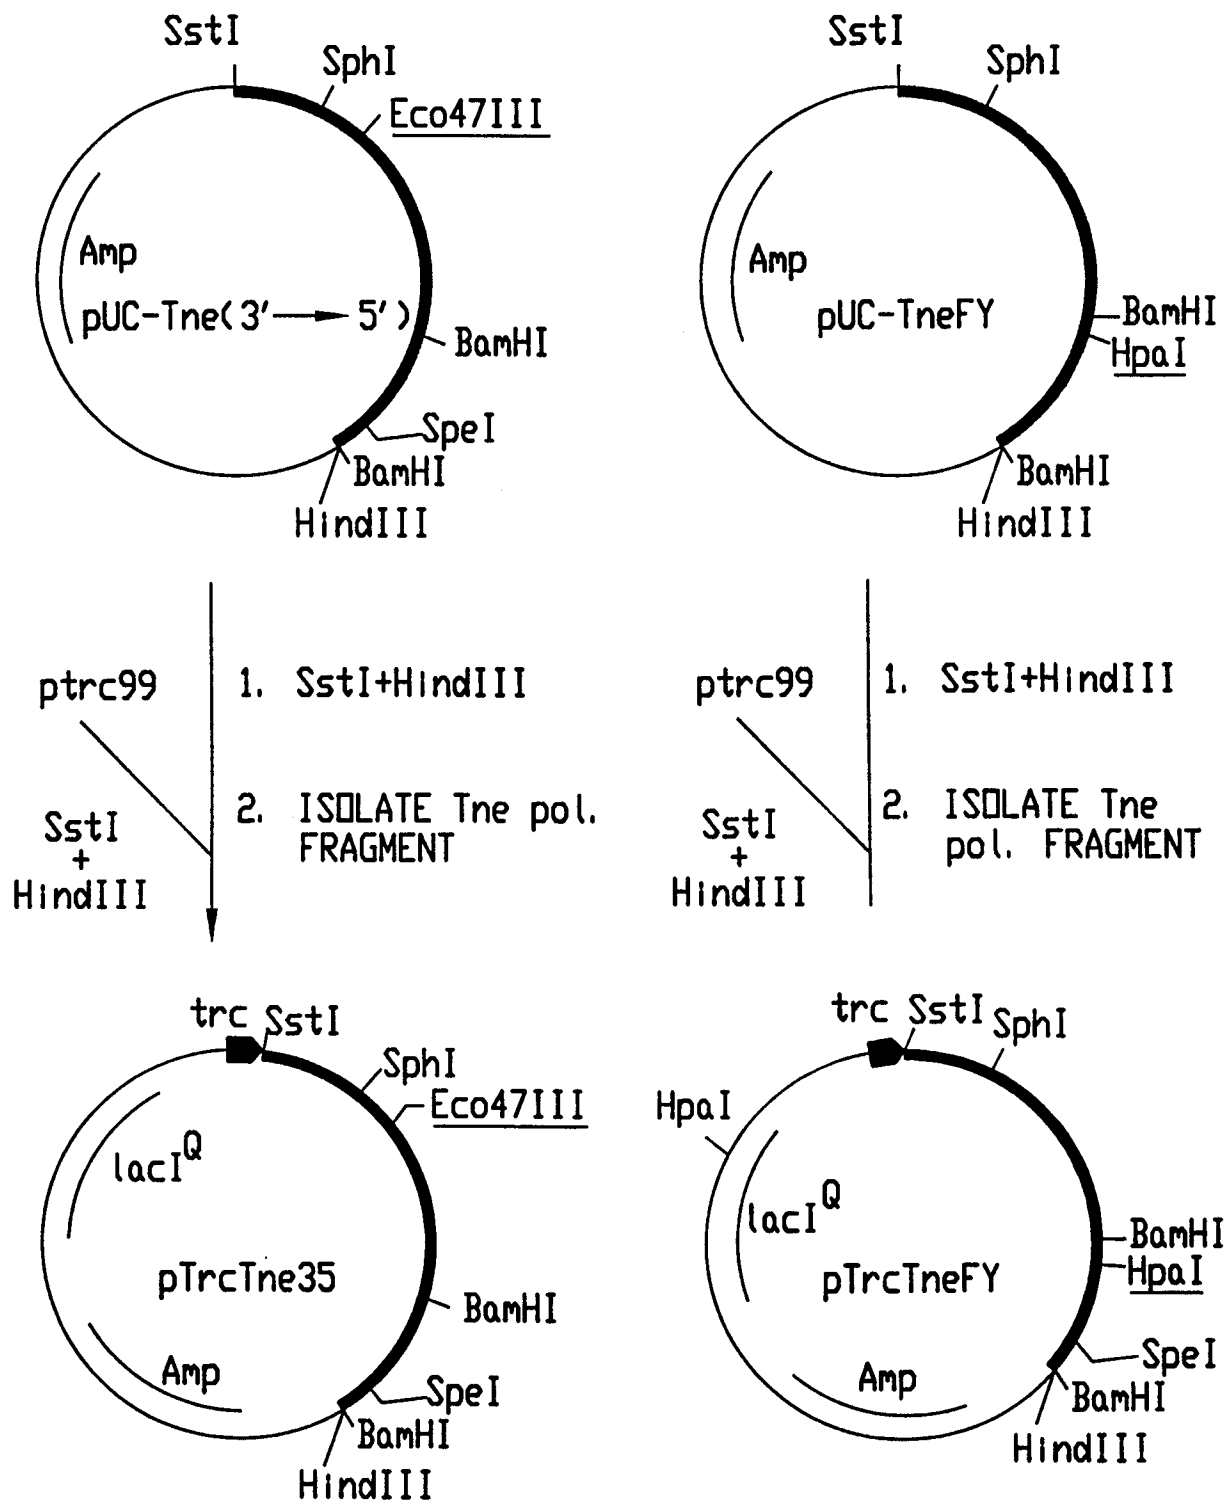 SstI
SphI
Eco47III
Amp
pUC-Tne(3' → 5')
BamHI
SpeI
BamHI
HindIII
SstI
SphI
Amp
pUC-TneFY
BamHI
HpaI
BamHI
HindIII
ptrc99
1. SstI+HindIII
2. ISOLATE Tne pol.
FRAGMENT
SstI
+
HindIII
ptrc99
1. SstI+HindIII
2. ISOLATE Tne
pol. FRAGMENT
SstI
+
HindIII
trc
SstI
SphI
Eco47III
lacI^Q
pTrcTne35
BamHI
Amp
SpeI
BamHI
HindIII
trc
SstI
SphI
HpaI
lacI^Q
BamHI
pTrcTneFY
HpaI
SpeI
Amp
BamHI
HindIII